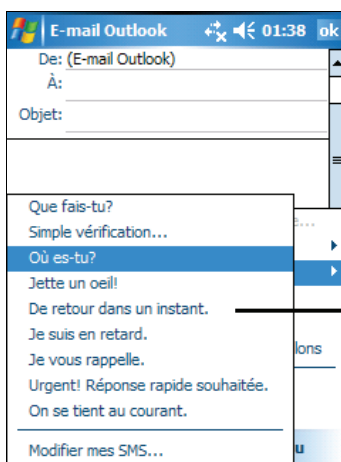 E-mail Outlook 01:38 ok
De: (E-mail Outlook)
À:
Objet:
Que fais-tu?
Simple vérification...
Où es-tu?
Jette un oeil!
De retour dans un instant.
Je suis en retard.
lons
Je vous rappelle.
Urgent! Réponse rapide souhaitée.
On se tient au courant.
Modifier mes SMS...
u